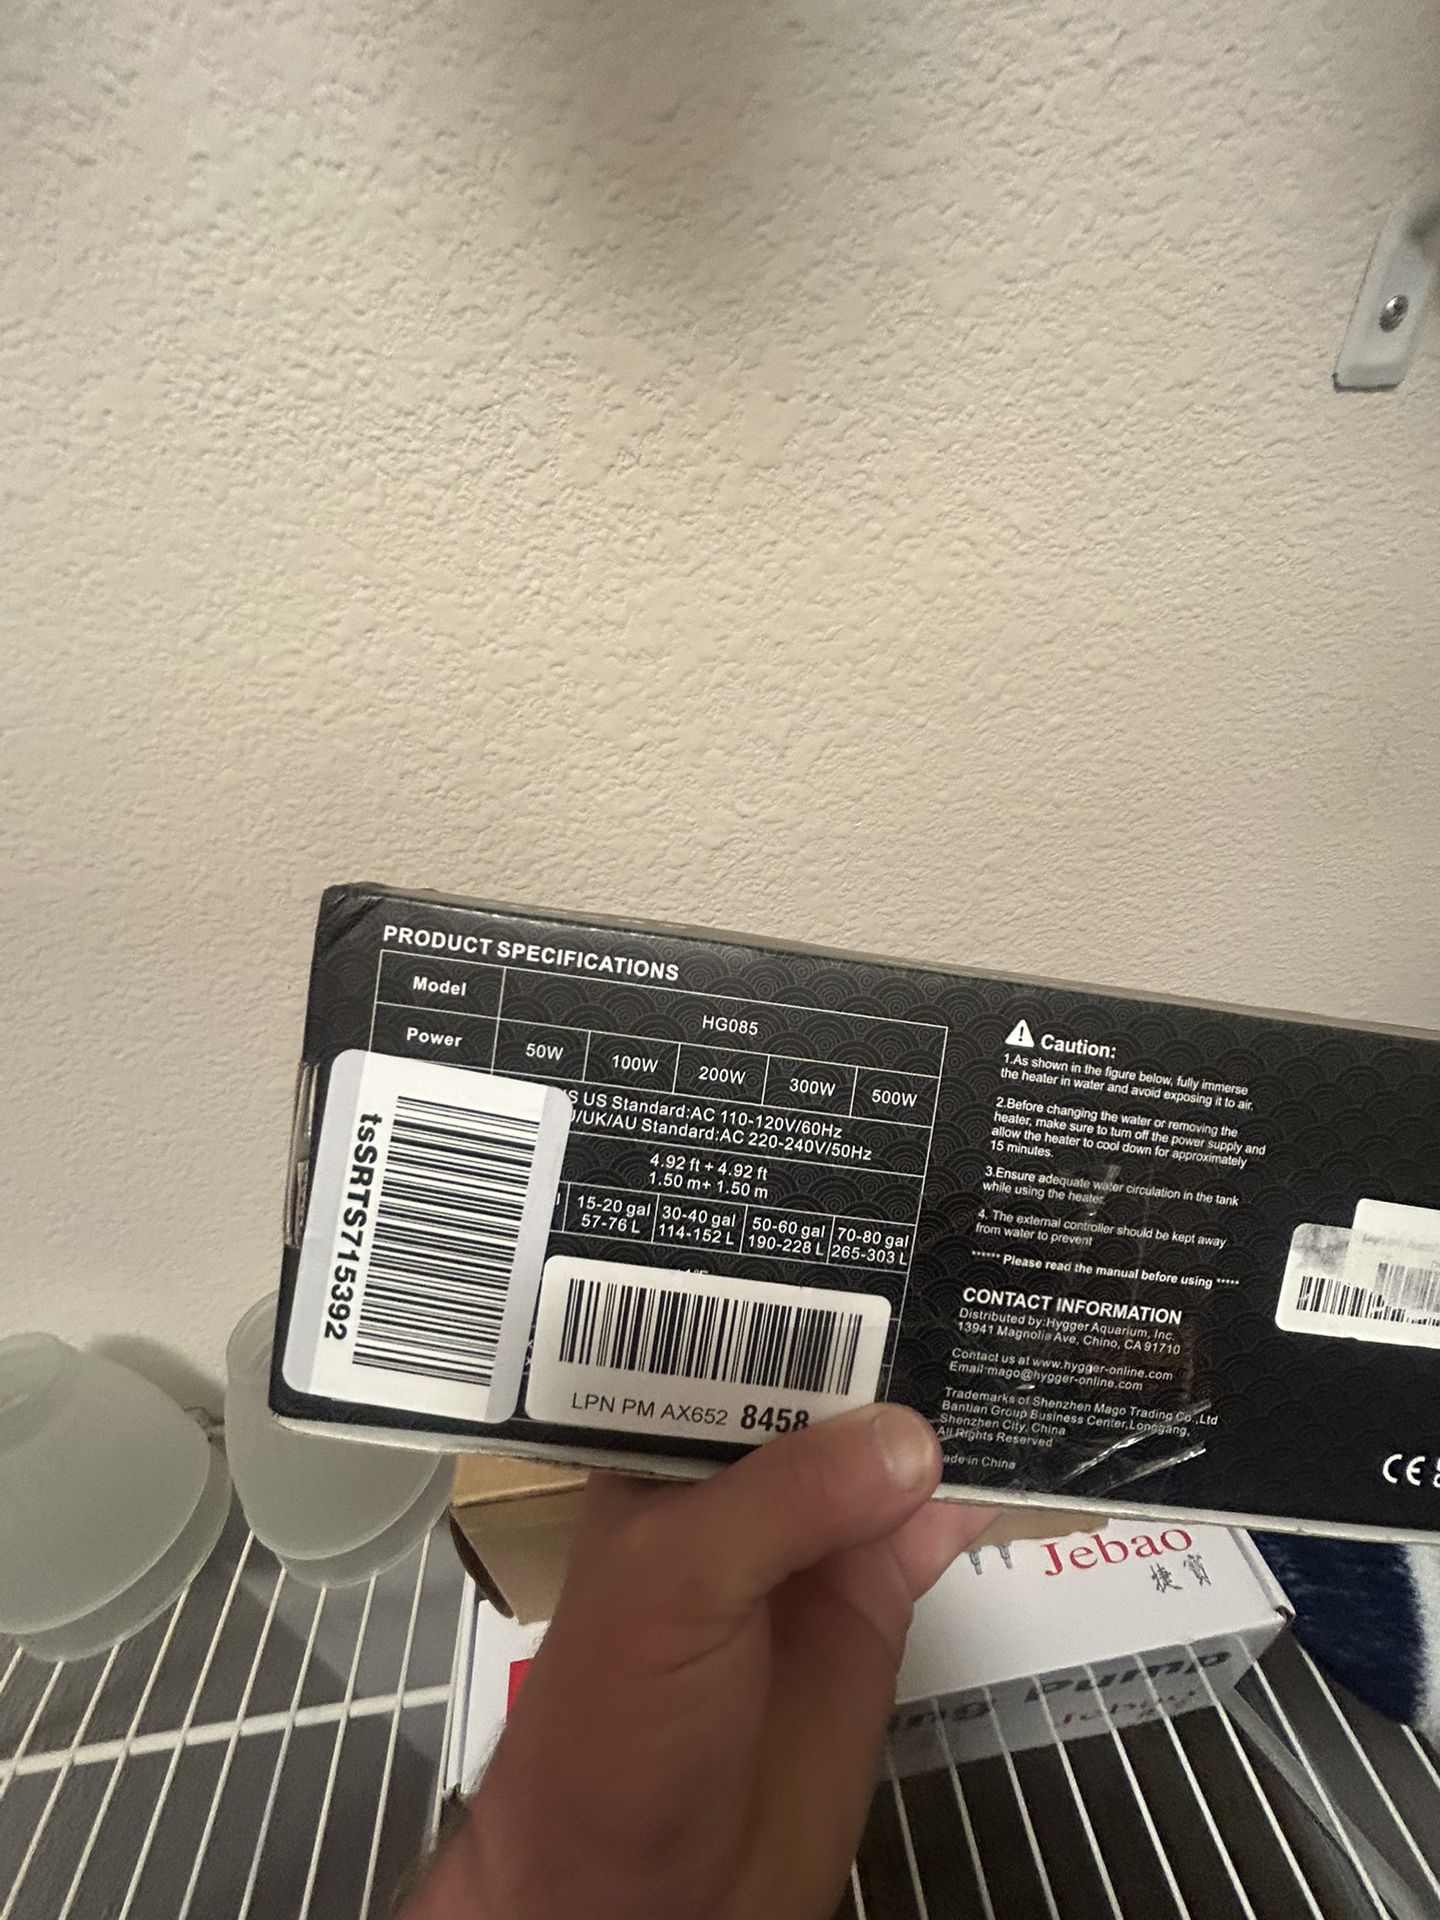 PRODUCT SPECIFICATIONS
Model
HG085
Power
50W
100W
200W
300W
500W
US Standard:AC 110-120V/60Hz
/UK/AU Standard:AC 220-240V/50Hz
4.92 ft + 4.92 ft
1.50 m+ 1.50 m
15-20 gal
57-76 L
30-40 gal
114-152 L
50-60 gal
190-228 L
70-80 gal
265-303 L
tsSRTS7153922
LPN PM AX652 8458
Caution:
1.As shown in the figure below, fully immerse
the heater in water and avoid exposing it to air.
2.Before changing the water or removing the
heater, make sure to turn off the power supply and
allow the heater to cool down for approximately
15 minutes.
3.Ensure adequate water circulation in the tank
while using the heater.
4. The external controller should be kept away
from water to prevent
****** Please read the manual before using *****
CONTACT INFORMATION
Distributed by:Hygger Aquarium, Inc.
13941 Magnolia Ave, Chino, CA 91710
Contact us at www.hygger-online.com
Email:mago@hygger-online.com
Trademarks of Shenzhen Mago Trading Co.,Ltd
Bantian Group Business Center,Longgang,
Shenzhen City, China
All Rights Reserved
ade in China
CE
Jebao
捷寶
Pump
Jebao